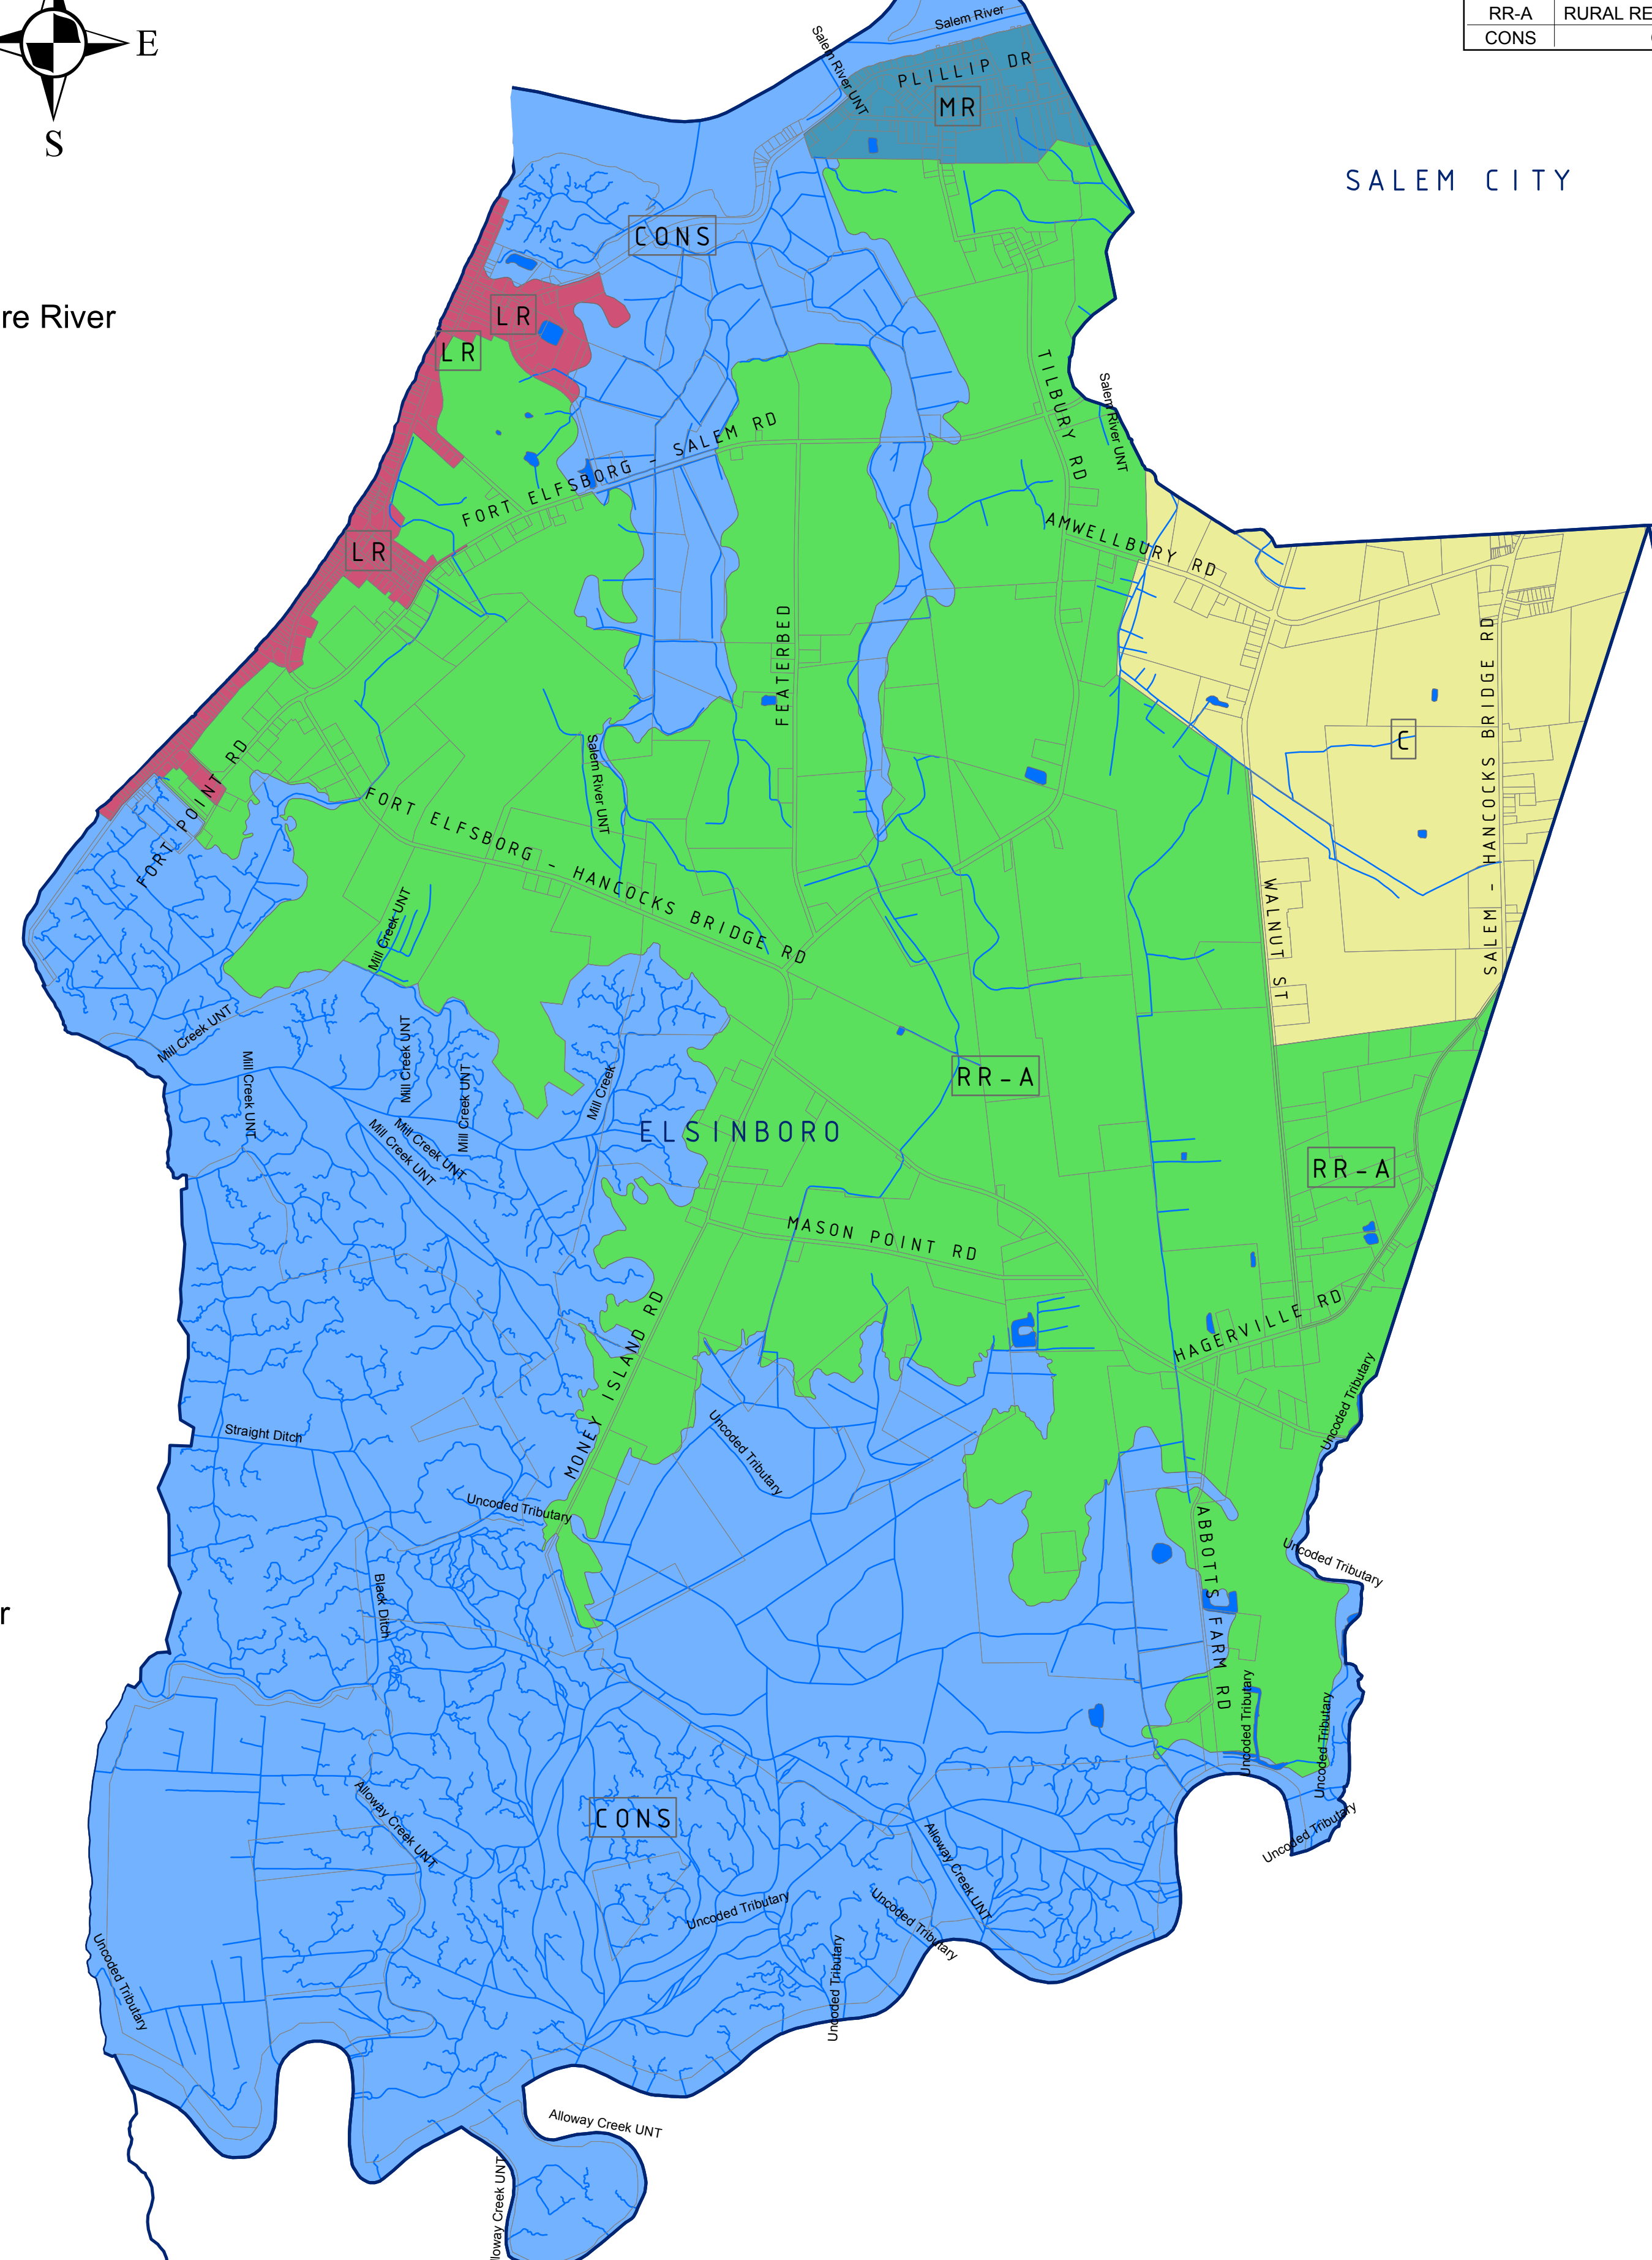 E
S
RR-A
RURAL RE
CONS
Salem River
Salem River UNT
PLILLIP DR
MR
SALEM CITY
CONS
re River
LR
LR
TILBURY RD
Salem River UNT
FORT ELFSBORG - SALEM RD
AMWELLBURY RD
LR
FEATERBED
SALEM - HANCOCKS BRIDGE RD
C
FORT POINT RD
Salem River UNT
FORT ELFSBORG - HANCOCKS BRIDGE RD
WALNUT ST
Mill Creek UNT
Mill Creek UNT
Mill Creek UNT
Mill Creek UNT
Mill Creek UNT
Mill Creek
RR-A
Mill Creek UNT
Mill Creek UNT
ELSINBORO
RR-A
MASON POINT RD
MONEY ISLAND RD
HAGERVILLE RD
Uncoded Tributary
Straight Ditch
Uncoded Tributary
Uncoded Tributary
ABBOTTS FARM RD
Uncoded Tributary
Black Ditch
r
Uncoded Tributary
Uncoded Tributary
Alloway Creek UNT
CONS
Uncoded Tributary
Alloway Creek UNT
Uncoded Tributary
Uncoded Tributary
Uncoded Tributary
Uncoded Tributary
Alloway Creek UNT
lloway Creek UNT